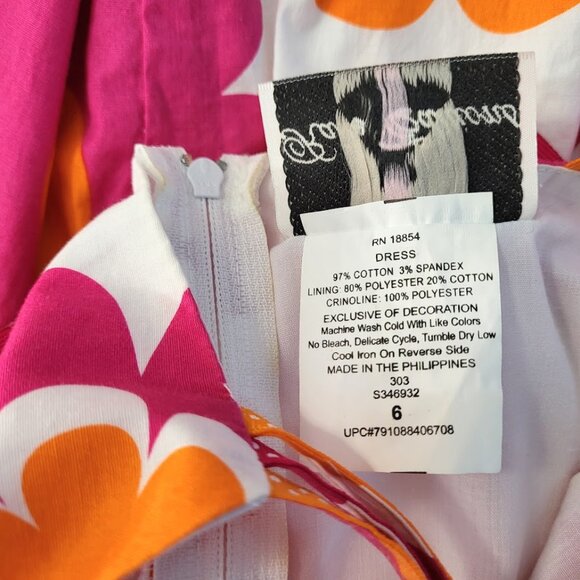 RN 18854
DRESS
97% COTTON 3% SPANDEX
LINING: 80% POLYESTER 20% COTTON
CRINOLINE: 100% POLYESTER
EXCLUSIVE OF DECORATION
Machine Wash Cold With Like Colors
No Bleach, Delicate Cycle, Tumble Dry Low
Cool Iron On Reverse Side
MADE IN THE PHILIPPINES
303
S346932
6
UPC#791088406708